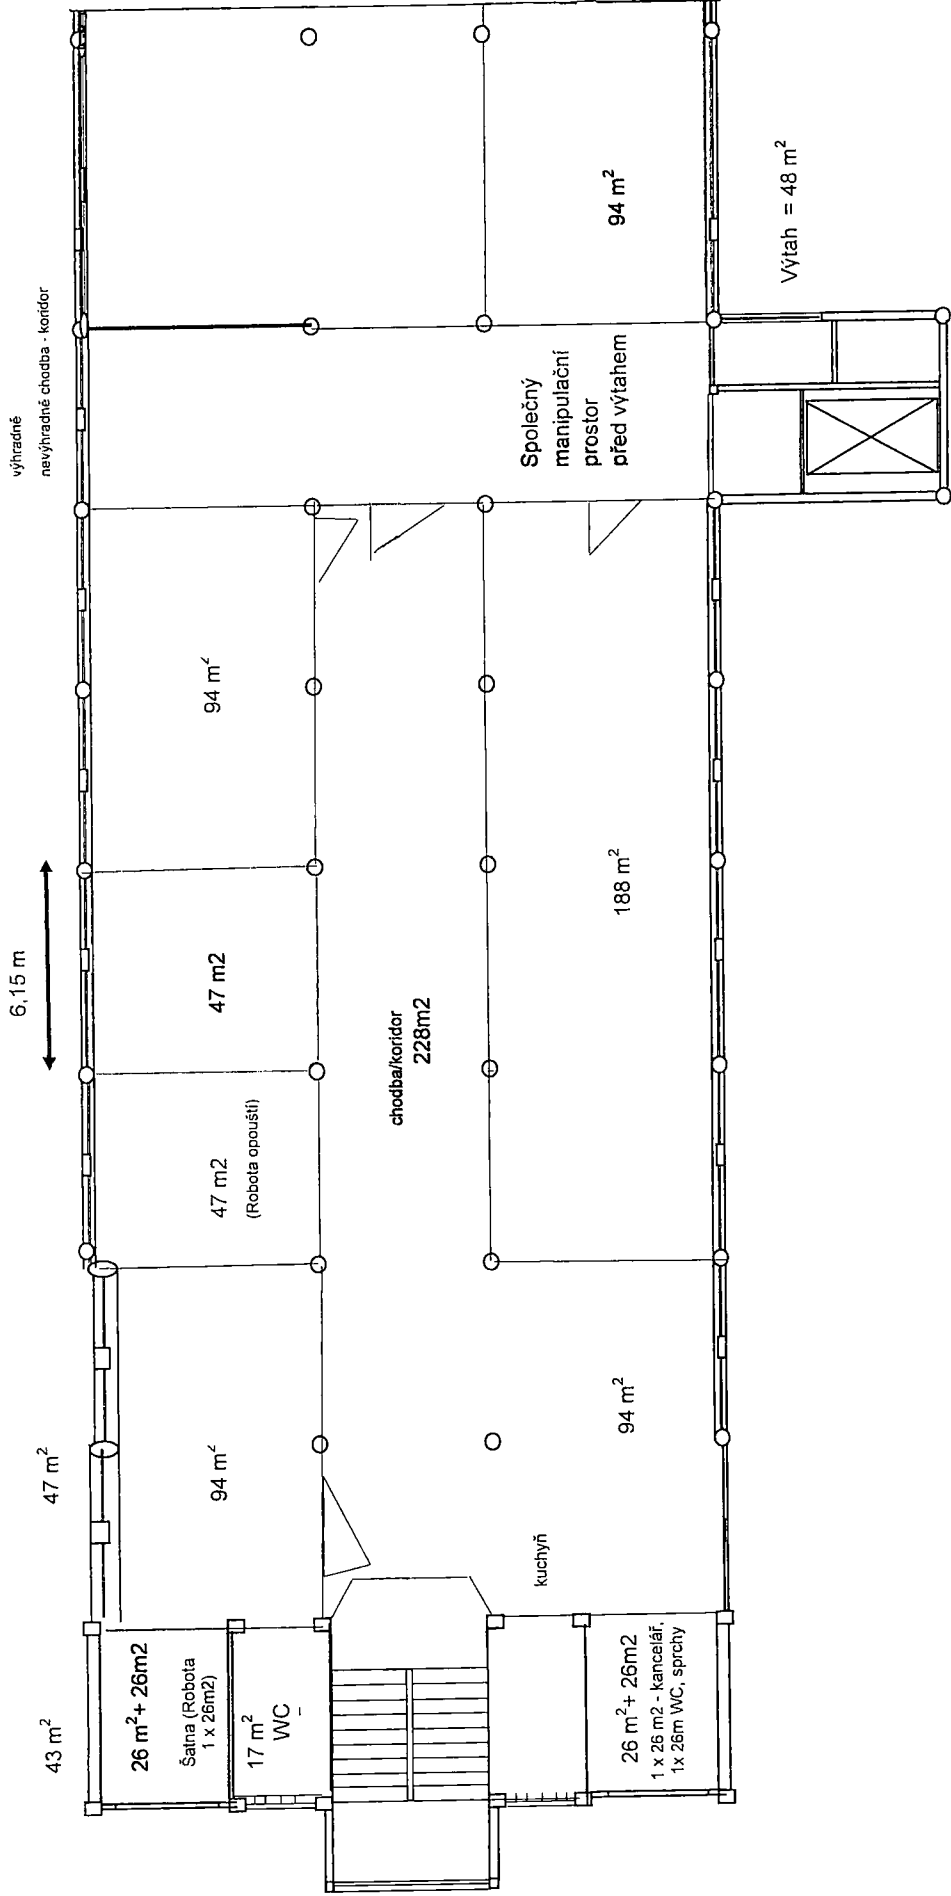 výhradně
nevýhradně chodba - koridor
6,15 m
47 m²
43 m²
94 m²
47 m2
47 m2
(Robota opouští)
94 m²
26 m²+ 26m2
Šatna (Robota
1 x 26m2)
17 m²
WC
–
chodba/koridor
228m2
Společný
manipulační
prostor
před výtahem
94 m²
188 m²
94 m²
kuchyň
26 m²+ 26m2
1 x 26 m2 - kancelář,
1x 26m WC, sprchy
Výtah = 48 m²